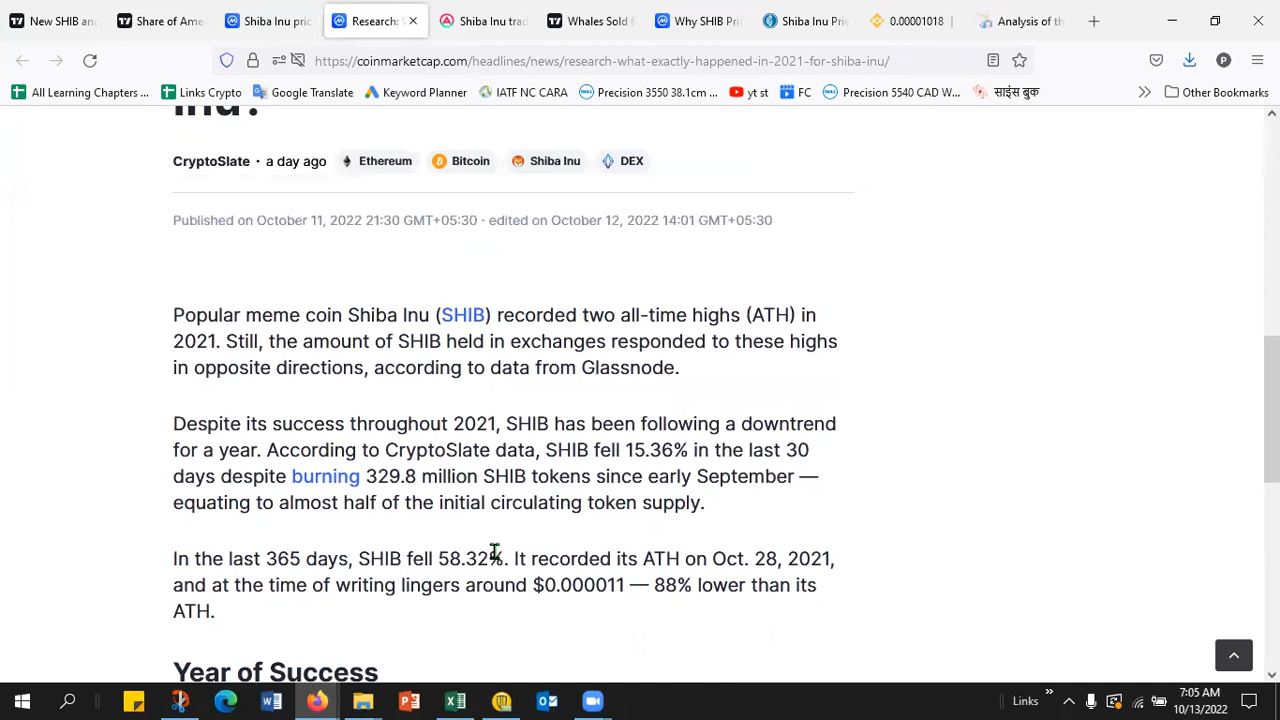 New SHIB and
Share of Ame
Shiba Inu pric
Research: 
Shiba Inu trad
Whales Sold 6
Why SHIB Pri
Shiba Inu Pri
0.00001018 |
Analysis of th
https://coinmarketcap.com/headlines/news/research-what-exactly-happened-in-2021-for-shiba-inu/
All Learning Chapters ...
Links Crypto
Google Translate
Keyword Planner
IATF NC CARA
Precision 3550 38.1cm ...
yt st
FC
Precision 5540 CAD W...
साइंस बुक
Other Bookmarks
Inu?
CryptoSlate · a day ago Ethereum Bitcoin Shiba Inu DEX
Published on October 11, 2022 21:30 GMT+05:30 · edited on October 12, 2022 14:01 GMT+05:30
Popular meme coin Shiba Inu (SHIB) recorded two all-time highs (ATH) in
2021. Still, the amount of SHIB held in exchanges responded to these highs
in opposite directions, according to data from Glassnode.
Despite its success throughout 2021, SHIB has been following a downtrend
for a year. According to CryptoSlate data, SHIB fell 15.36% in the last 30
days despite burning 329.8 million SHIB tokens since early September —
equating to almost half of the initial circulating token supply.
In the last 365 days, SHIB fell 58.32%. It recorded its ATH on Oct. 28, 2021,
and at the time of writing lingers around $0.000011 — 88% lower than its
ATH.
Year of Success
Links
7:05 AM
10/13/2022